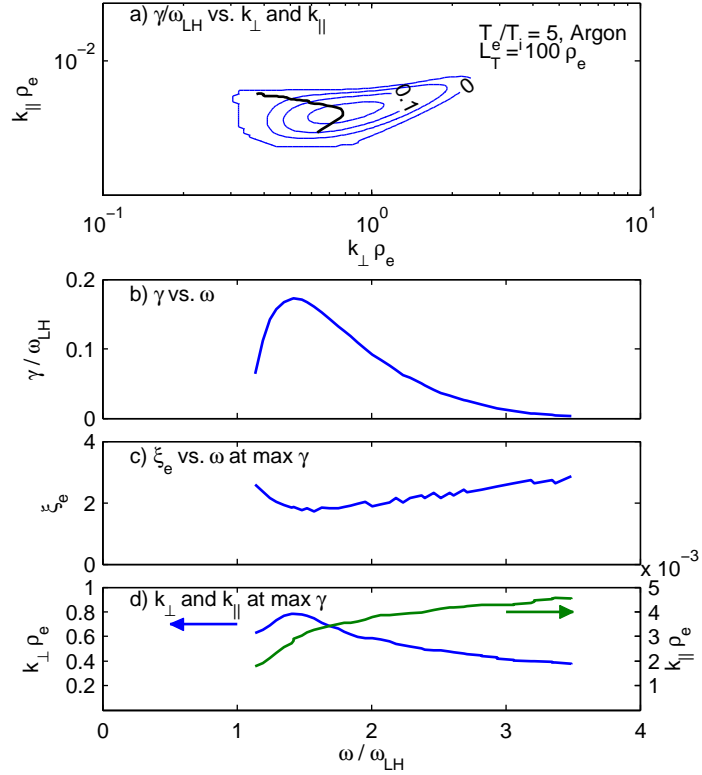 a) γ/ω_LH vs. k_⊥ and k_||
T_e/T_i = 5, Argon
L_T = 100 ρ_e
10^-2
k_|| ρ_e
0.1
0
10^-1
10^0
10^1
k_⊥ ρ_e
b) γ vs. ω
0.2
0.1
0
γ / ω_LH
c) ξ_e vs. ω at max γ
4
2
0
ξ_e
x 10^-3
d) k_⊥ and k_|| at max γ
1
0.8
0.6
0.4
0.2
k_⊥ ρ_e
5
4
3
2
1
k_|| ρ_e
0
1
2
3
4
ω / ω_LH